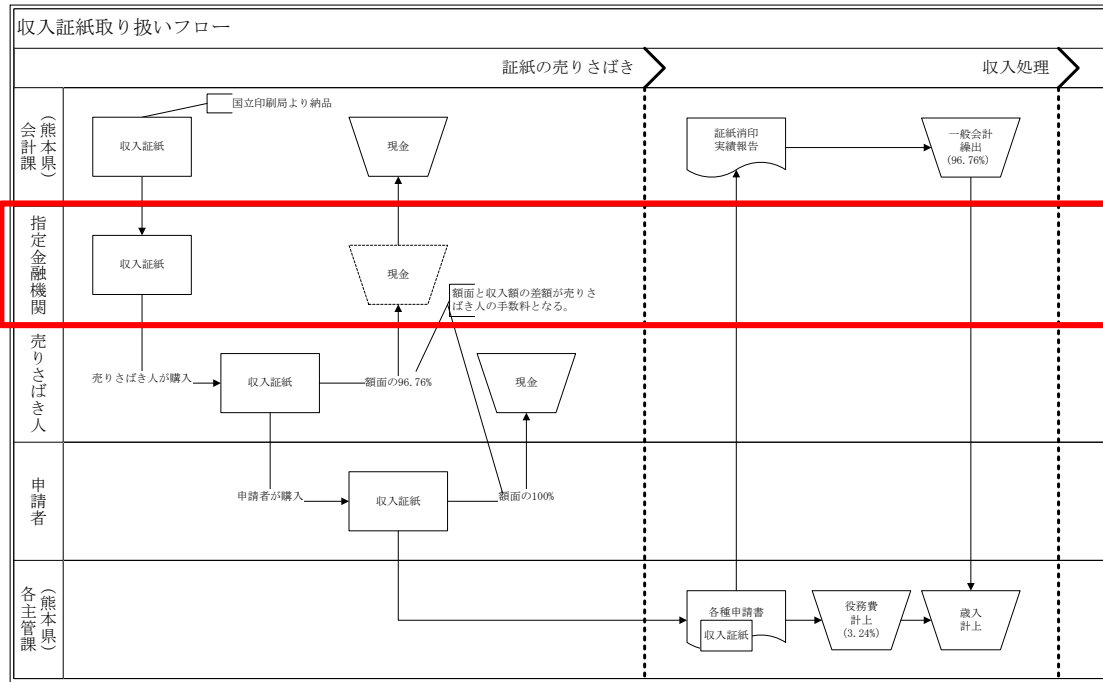 収入証紙取り扱いフロー
証紙の売りさばき
収入処理
会計課
（熊本県）
国立印刷局より納品
収入証紙
現金
証紙消印
実績報告
一般会計
繰出
(96.76%)
指定金融機関
収入証紙
現金
額面と収入額の差額が売りさ
ばき人の手数料となる。
売りさばき人
売りさばき人が購入
収入証紙
額面の96.76%
現金
申請者
申請者が購入
収入証紙
額面の100%
各主管課
（熊本県）
各種申請書
収入証紙
役務費
計上
(3.24%)
歳入
計上